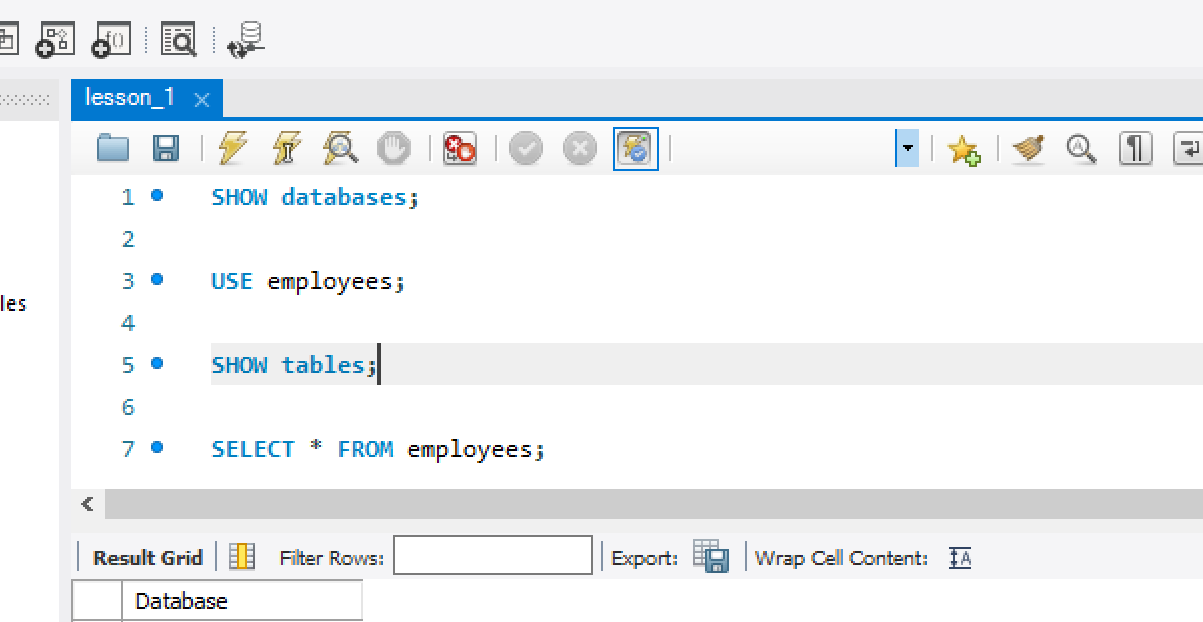 f()
lesson_1
1 SHOW databases;
2
3 USE employees;
les
4
5 SHOW tables;
6
7 SELECT * FROM employees;
Result Grid Filter Rows: Export: Wrap Cell Content: IA
Database